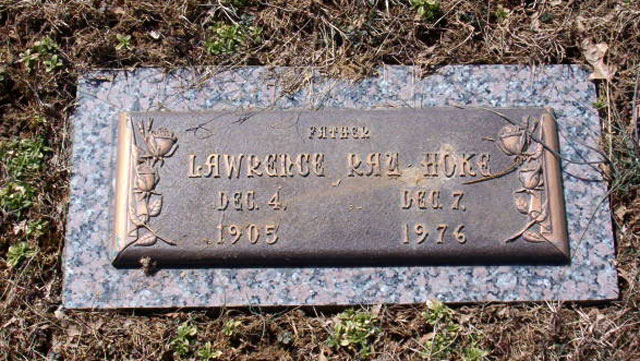 FATHER
LAWRENCE RAY HOKE
DEC. 4, DEC. 7,
1905 1976